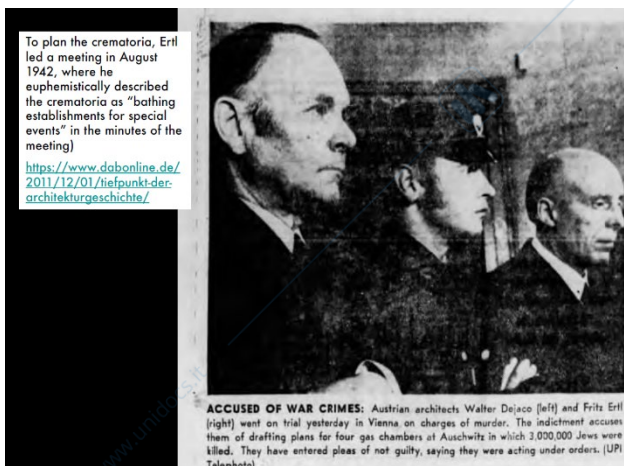 To plan the crematoria, Ertl
led a meeting in August
1942, where he
euphemistically described
the crematoria as “bathing
establishments for special
events” in the minutes of the
meeting)
https://www.dabonline.de/
2011/12/01/tiefpunkt-der-
architekturgeschichte/
ACCUSED OF WAR CRIMES: Austrian architects Walter Dejaco (left) and Fritz Ertl
(right) went on trial yesterday in Vienna on charges of murder. The indictment accuses
them of drafting plans for four gas chambers at Auschwitz in which 3,000,000 Jews were
killed. They have entered pleas of not guilty, saying they were acting under orders. (UPI
Telephoto)